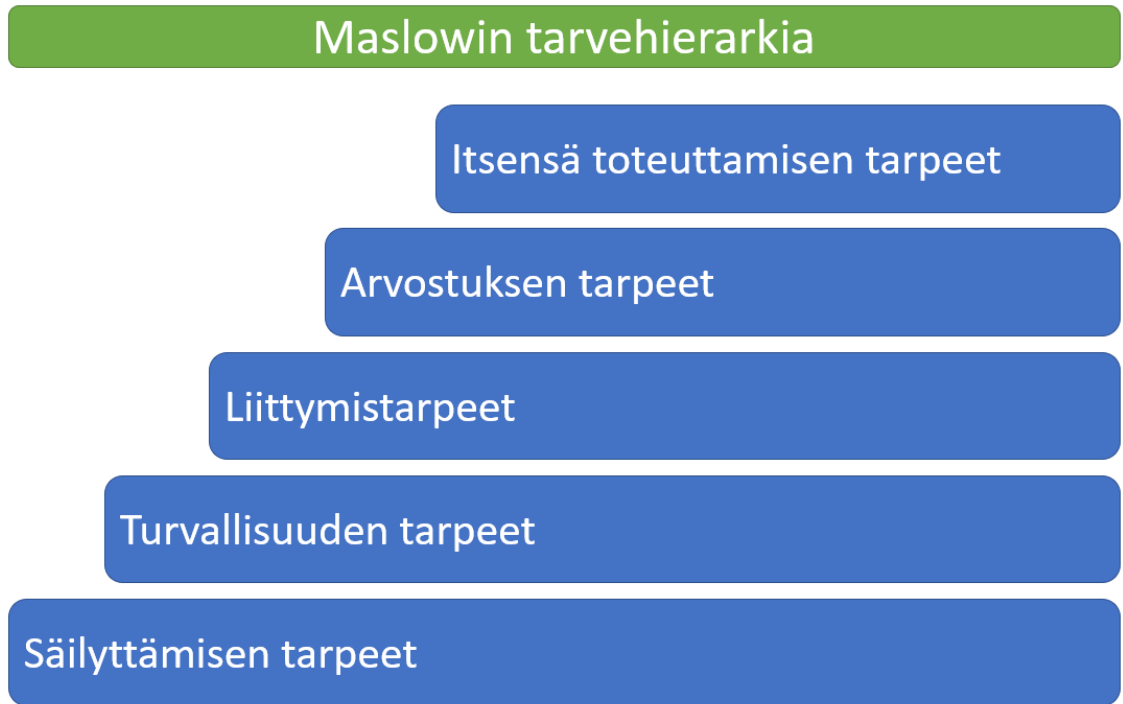 Maslowin tarvehierarkia
Itsensä toteuttamisen tarpeet
Arvostuksen tarpeet
Liittymistarpeet
Turvallisuuden tarpeet
Säilyttämisen tarpeet